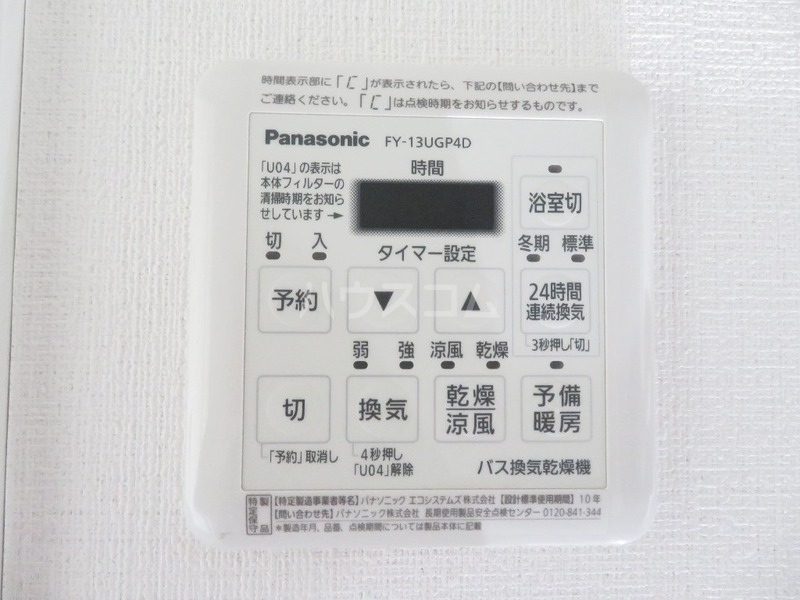 時間表示部に「C」が表示されたら、下記の【問い合わせ先】まで
ご連絡ください。「C」は点検時期をお知らせするものです。
Panasonic FY-13UGP4D
「U04」の表示は
本体フィルターの
清掃時期をお知ら
せしています→
時間
浴室切
切 入
タイマー設定
冬期 標準
予約
▼
▲
24時間
連続換気
3秒押し「切」
弱 強 涼風 乾燥
切
換気
乾燥
涼風
予備
暖房
「予約」取消し
4秒押し
「U04」解除
バス換気乾燥機
特定保守製品
【特定製造事業者等名】パナソニック エコシステムズ株式会社【設計標準使用期間】10年
【問い合わせ先】パナソニック株式会社 長期使用製品安全点検センター 0120-841-344
*製造年月、品番、点検期間については製品本体に記載
ハウスコム